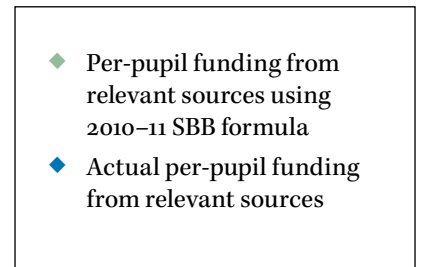 Per-pupil funding from
relevant sources using
2010–11 SBB formula
Actual per-pupil funding
from relevant sources